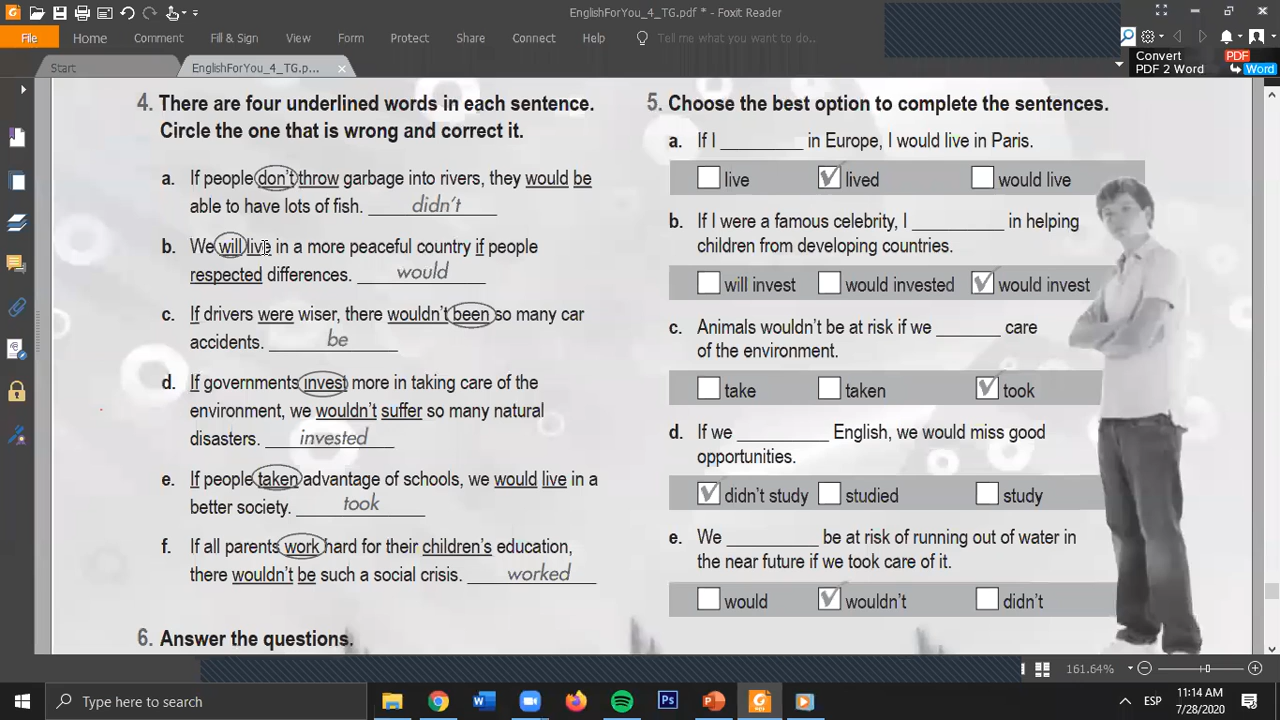 EnglishForYou_4_TG.pdf * - Foxit Reader
File Home Comment Fill & Sign View Form Protect Share Connect Help Tell me what you want to do...
Convert PDF
PDF 2 Word Word
Start EnglishForYou_4_TG.p...
4. There are four underlined words in each sentence.
Circle the one that is wrong and correct it.
a. If people don't throw garbage into rivers, they would be
able to have lots of fish. didn't
b. We will live in a more peaceful country if people
respected differences. would
c. If drivers were wiser, there wouldn't been so many car
accidents. be
d. If governments invest more in taking care of the
environment, we wouldn't suffer so many natural
disasters. invested
e. If people taken advantage of schools, we would live in a
better society. took
f. If all parents work hard for their children's education,
there wouldn't be such a social crisis. worked
6. Answer the questions.
5. Choose the best option to complete the sentences.
a. If I ________ in Europe, I would live in Paris.
live lived would live
b. If I were a famous celebrity, I ________ in helping
children from developing countries.
will invest would invested would invest
c. Animals wouldn't be at risk if we ______ care
of the environment.
take taken took
d. If we ________ English, we would miss good
opportunities.
didn't study studied study
e. We ________ be at risk of running out of water in
the near future if we took care of it.
would wouldn't didn't
161.64%
Type here to search
ESP
11:14 AM
7/28/2020